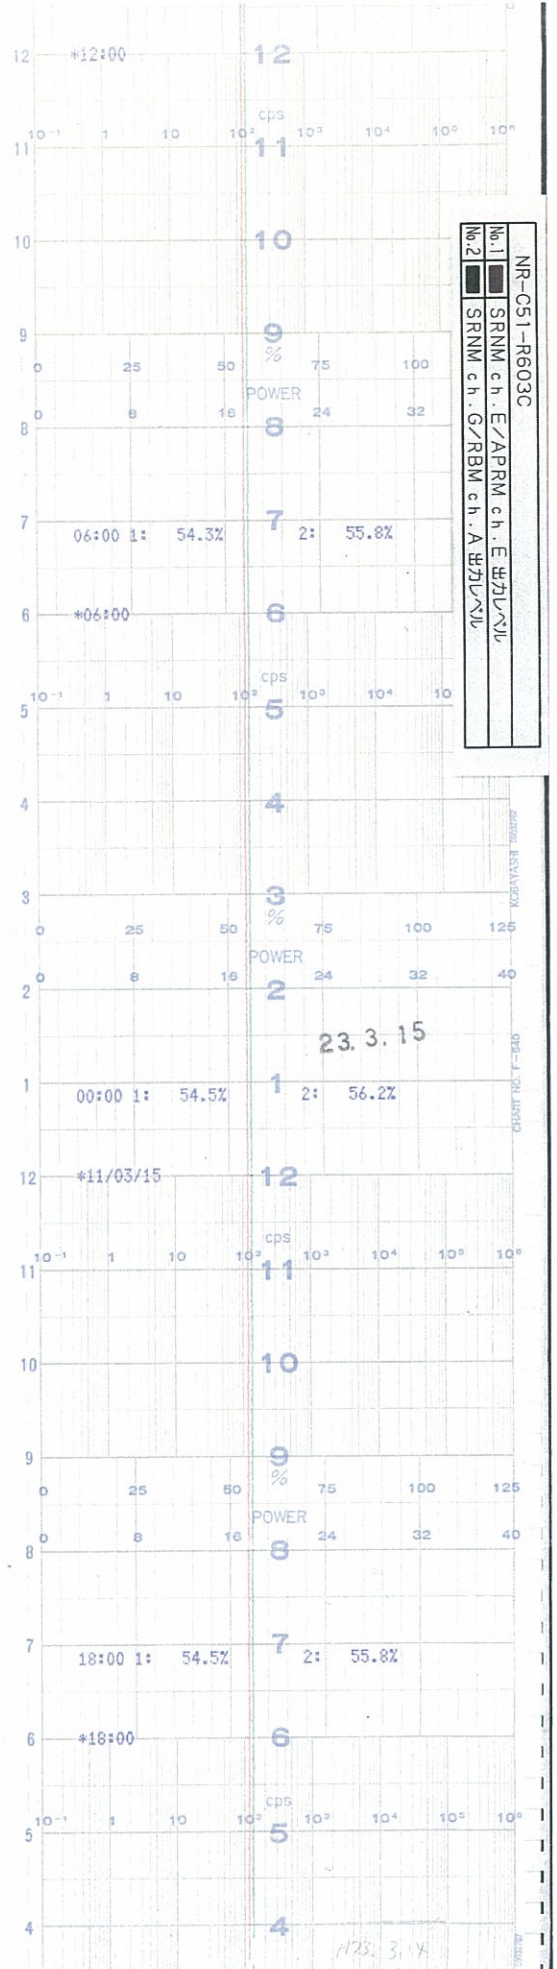 12 *12:00 12
cps
10⁻¹ 1 10 10² 10³ 10⁴ 10⁵ 10⁶
11 11
10 10
9 9
%
0 25 50 75 100
POWER
0 8 16 24 32
8 8
7 7
06:00 1: 54.3% 2: 55.8%
6 *06:00 6
cps
10⁻¹ 1 10 10² 10³ 10⁴ 10
5 5
4 4
3 3
%
0 25 50 75 100 125
POWER
0 8 16 24 32 40
2 2
23.3.15
1 1
00:00 1: 54.5% 2: 56.2%
12 *11/03/15 12
cps
10⁻¹ 1 10 10² 10³ 10⁴ 10⁵ 10⁶
11 11
10 10
9 9
%
0 25 50 75 100 125
POWER
0 8 16 24 32 40
8 8
7 7
18:00 1: 54.5% 2: 55.8%
6 *18:00 6
cps
10⁻¹ 1 10 10² 10³ 10⁴ 10⁵ 10⁶
5 5
4 4
NR-C51-R603C
No.1 SRNM ch.E/APRM ch.E 出力レベル
No.2 SRNM ch.G/RBM ch.A 出力レベル
CHART NO. F-540